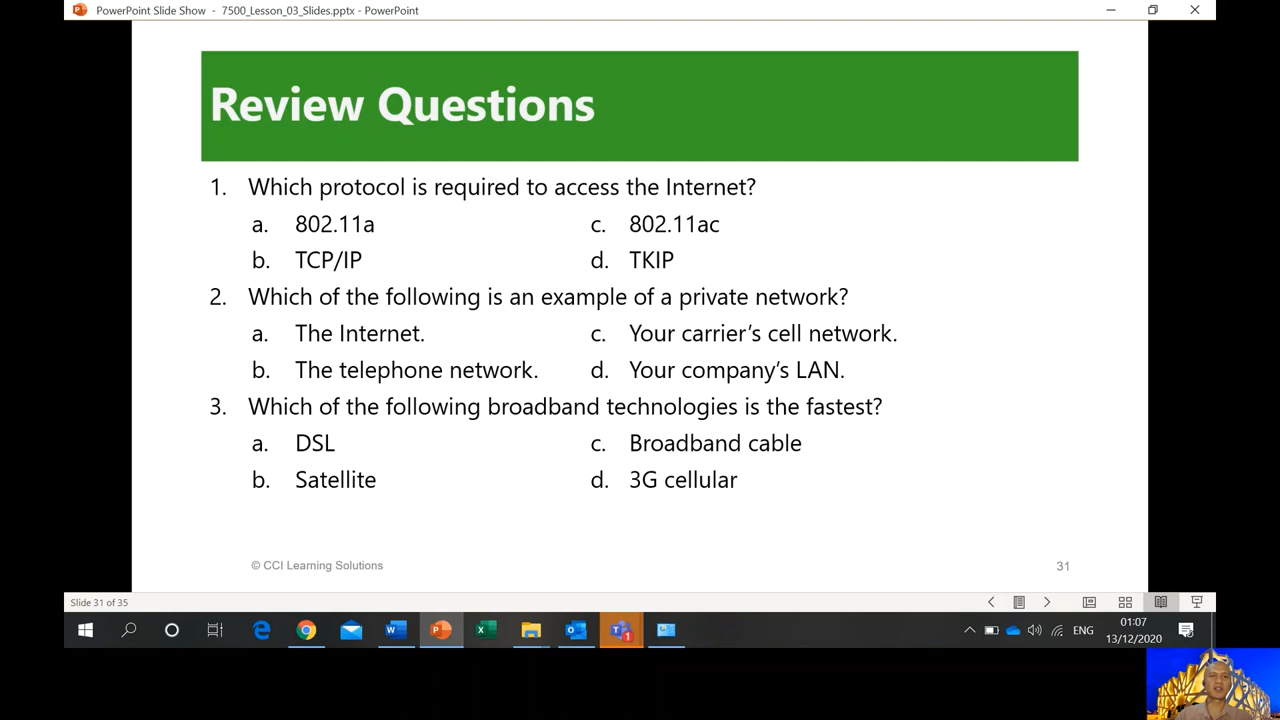 PowerPoint Slide Show - 7500_Lesson_03_Slides.pptx - PowerPoint
Review Questions
1. Which protocol is required to access the Internet?
a. 802.11a c. 802.11ac
b. TCP/IP d. TKIP
2. Which of the following is an example of a private network?
a. The Internet. c. Your carrier’s cell network.
b. The telephone network. d. Your company’s LAN.
3. Which of the following broadband technologies is the fastest?
a. DSL c. Broadband cable
b. Satellite d. 3G cellular
© CCI Learning Solutions 31
Slide 31 of 35
ENG 01:07
13/12/2020